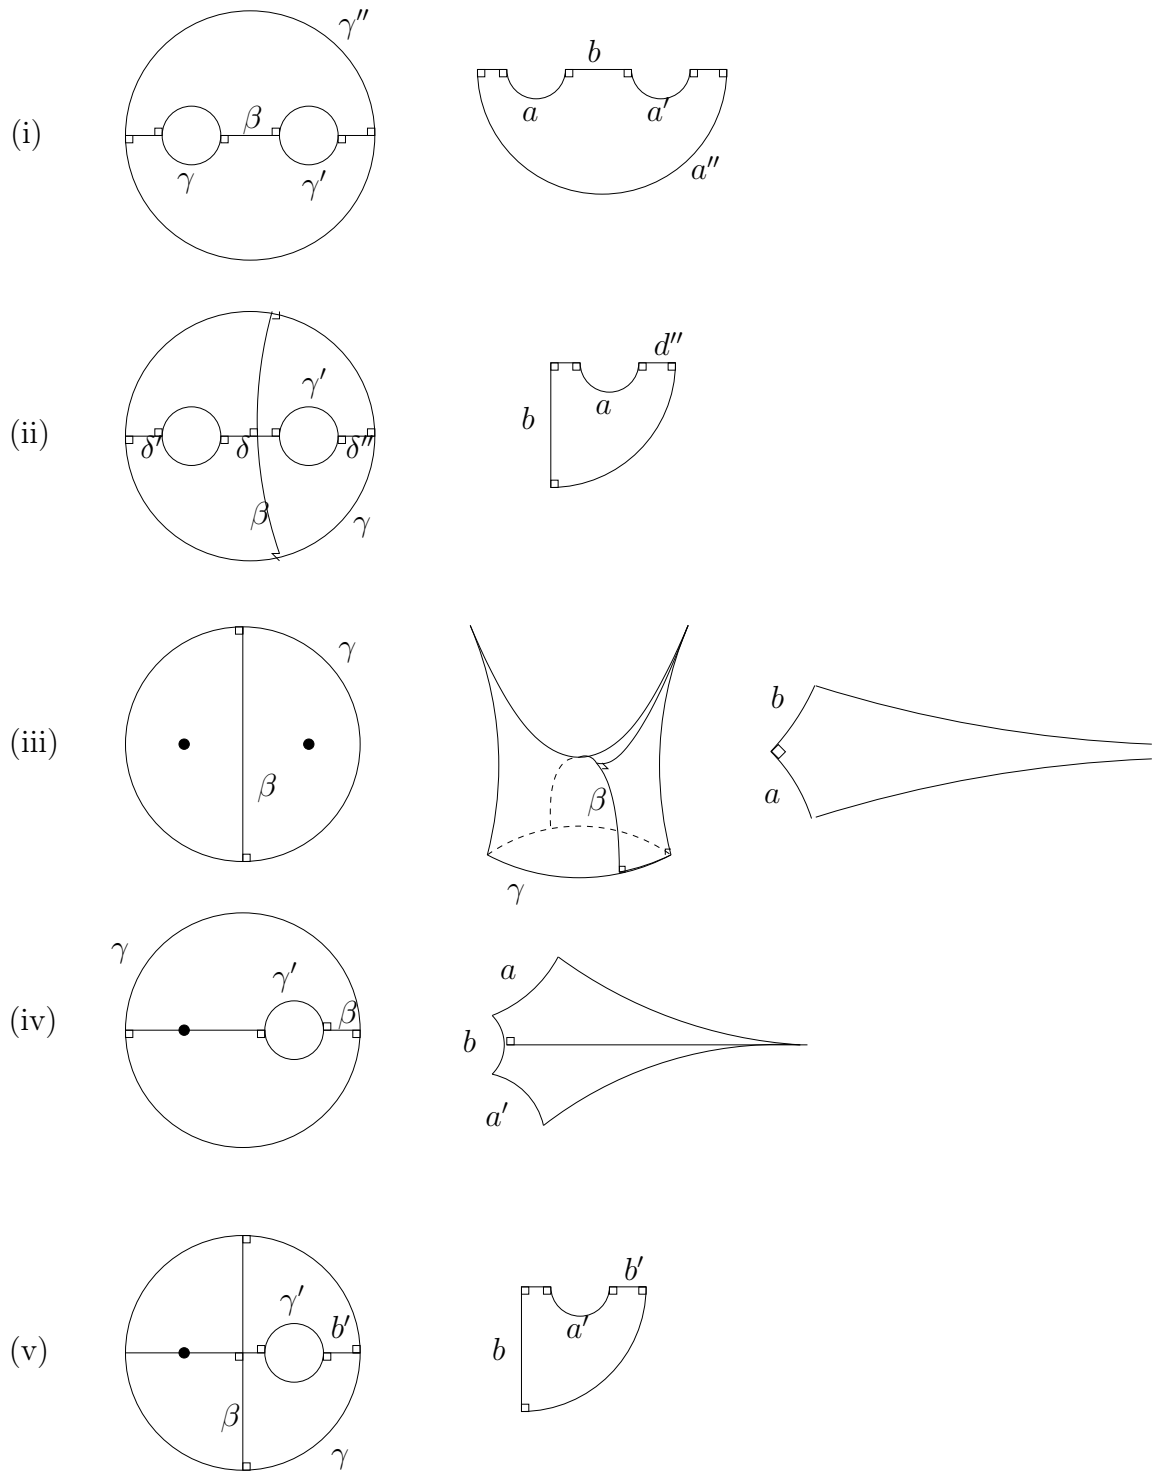 γ''
b
(i)
β
a
a'
γ
γ'
a''
γ'
d''
(ii)
b
a
δ'
δ
δ''
β
γ
γ
b
(iii)
β
β
a
γ
γ
a
γ'
(iv)
β
b
a'
γ'
b'
b'
(v)
a'
b
β
γ